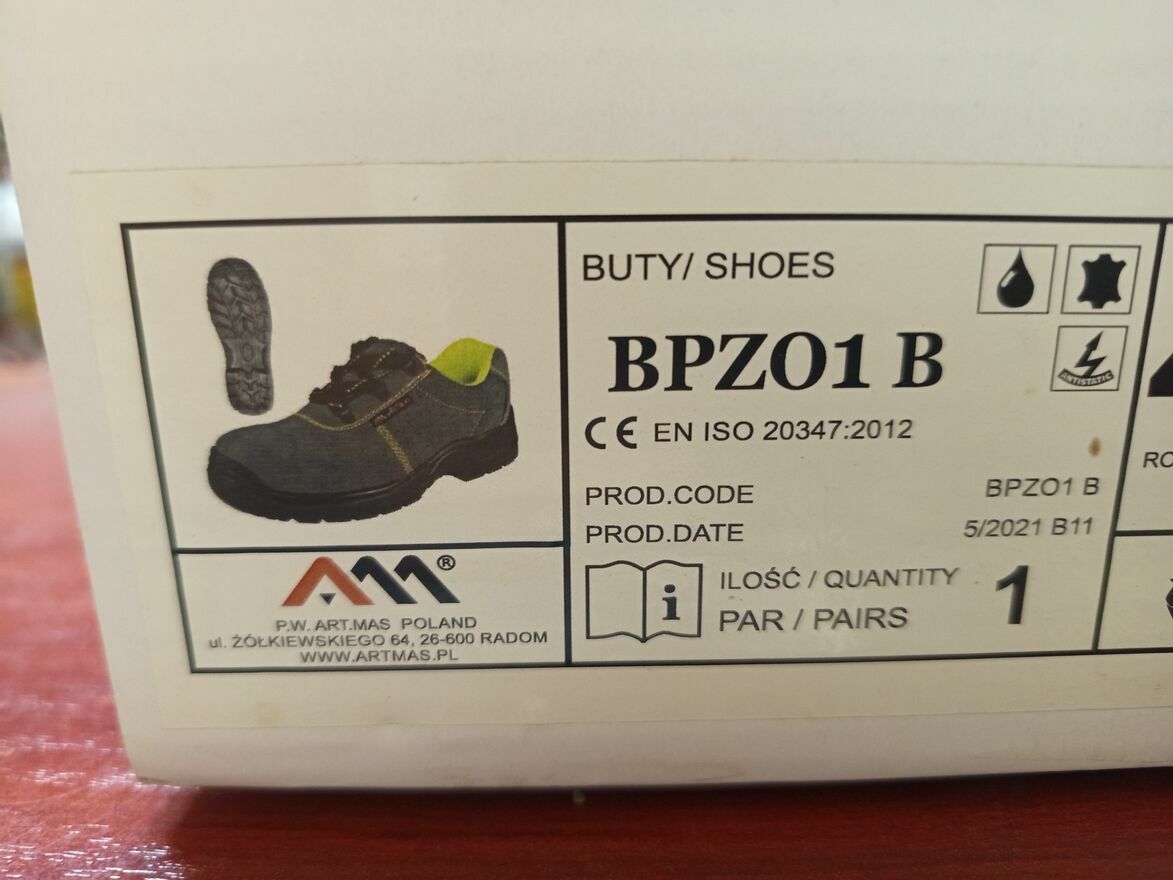 BUTY/ SHOES
BPZO1 B
ANTISTATIC
CE EN ISO 20347:2012
PROD.CODE BPZO1 B
PROD.DATE 5/2021 B11
ILOŚĆ / QUANTITY
PAR / PAIRS 1
i
AM®
P.W. ART.MAS POLAND
ul. ŻÓŁKIEWSKIEGO 64, 26-600 RADOM
WWW.ARTMAS.PL